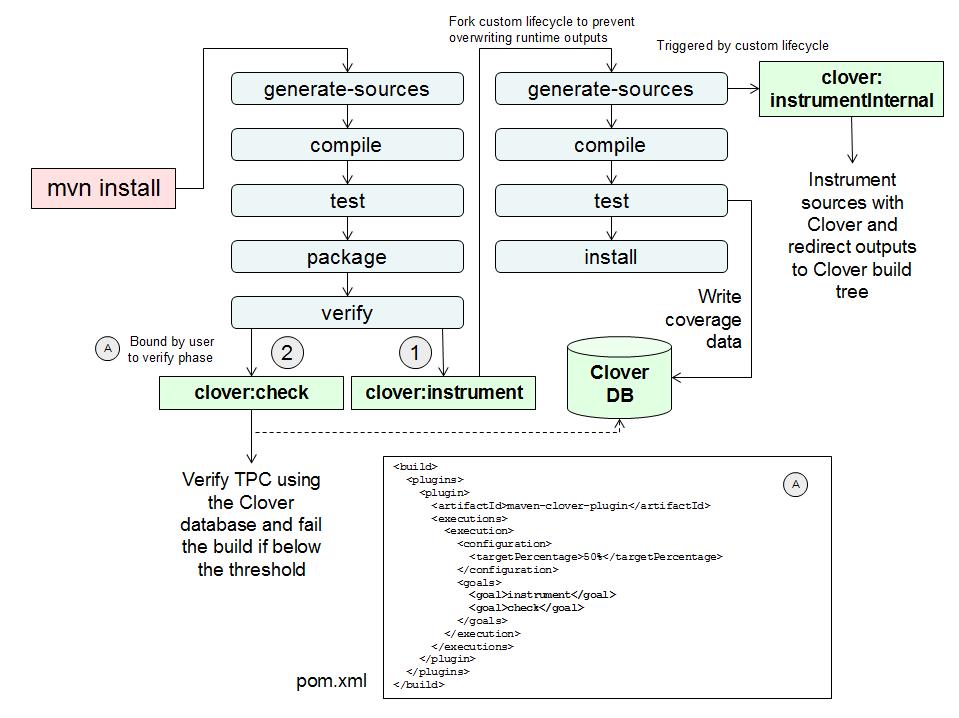 Fork custom lifecycle to prevent
overwriting runtime outputs
Triggered by custom lifecycle
generate-sources
compile
test
package
verify
mvn install
generate-sources
compile
test
install
clover:
instrumentInternal
Instrument
sources with
Clover and
redirect outputs
to Clover build
tree
Write
coverage
data
A
Bound by user
to verify phase
2
1
clover:check
clover:instrument
Clover
DB
Verify TPC using
the Clover
database and fail
the build if below
the threshold
A
<build>
<plugins>
<plugin>
<artifactId>maven-clover-plugin</artifactId>
<executions>
<execution>
<configuration>
<targetPercentage>50%</targetPercentage>
</configuration>
<goals>
<goal>instrument</goal>
<goal>check</goal>
</goals>
</execution>
</executions>
</plugin>
</plugins>
</build>
pom.xml